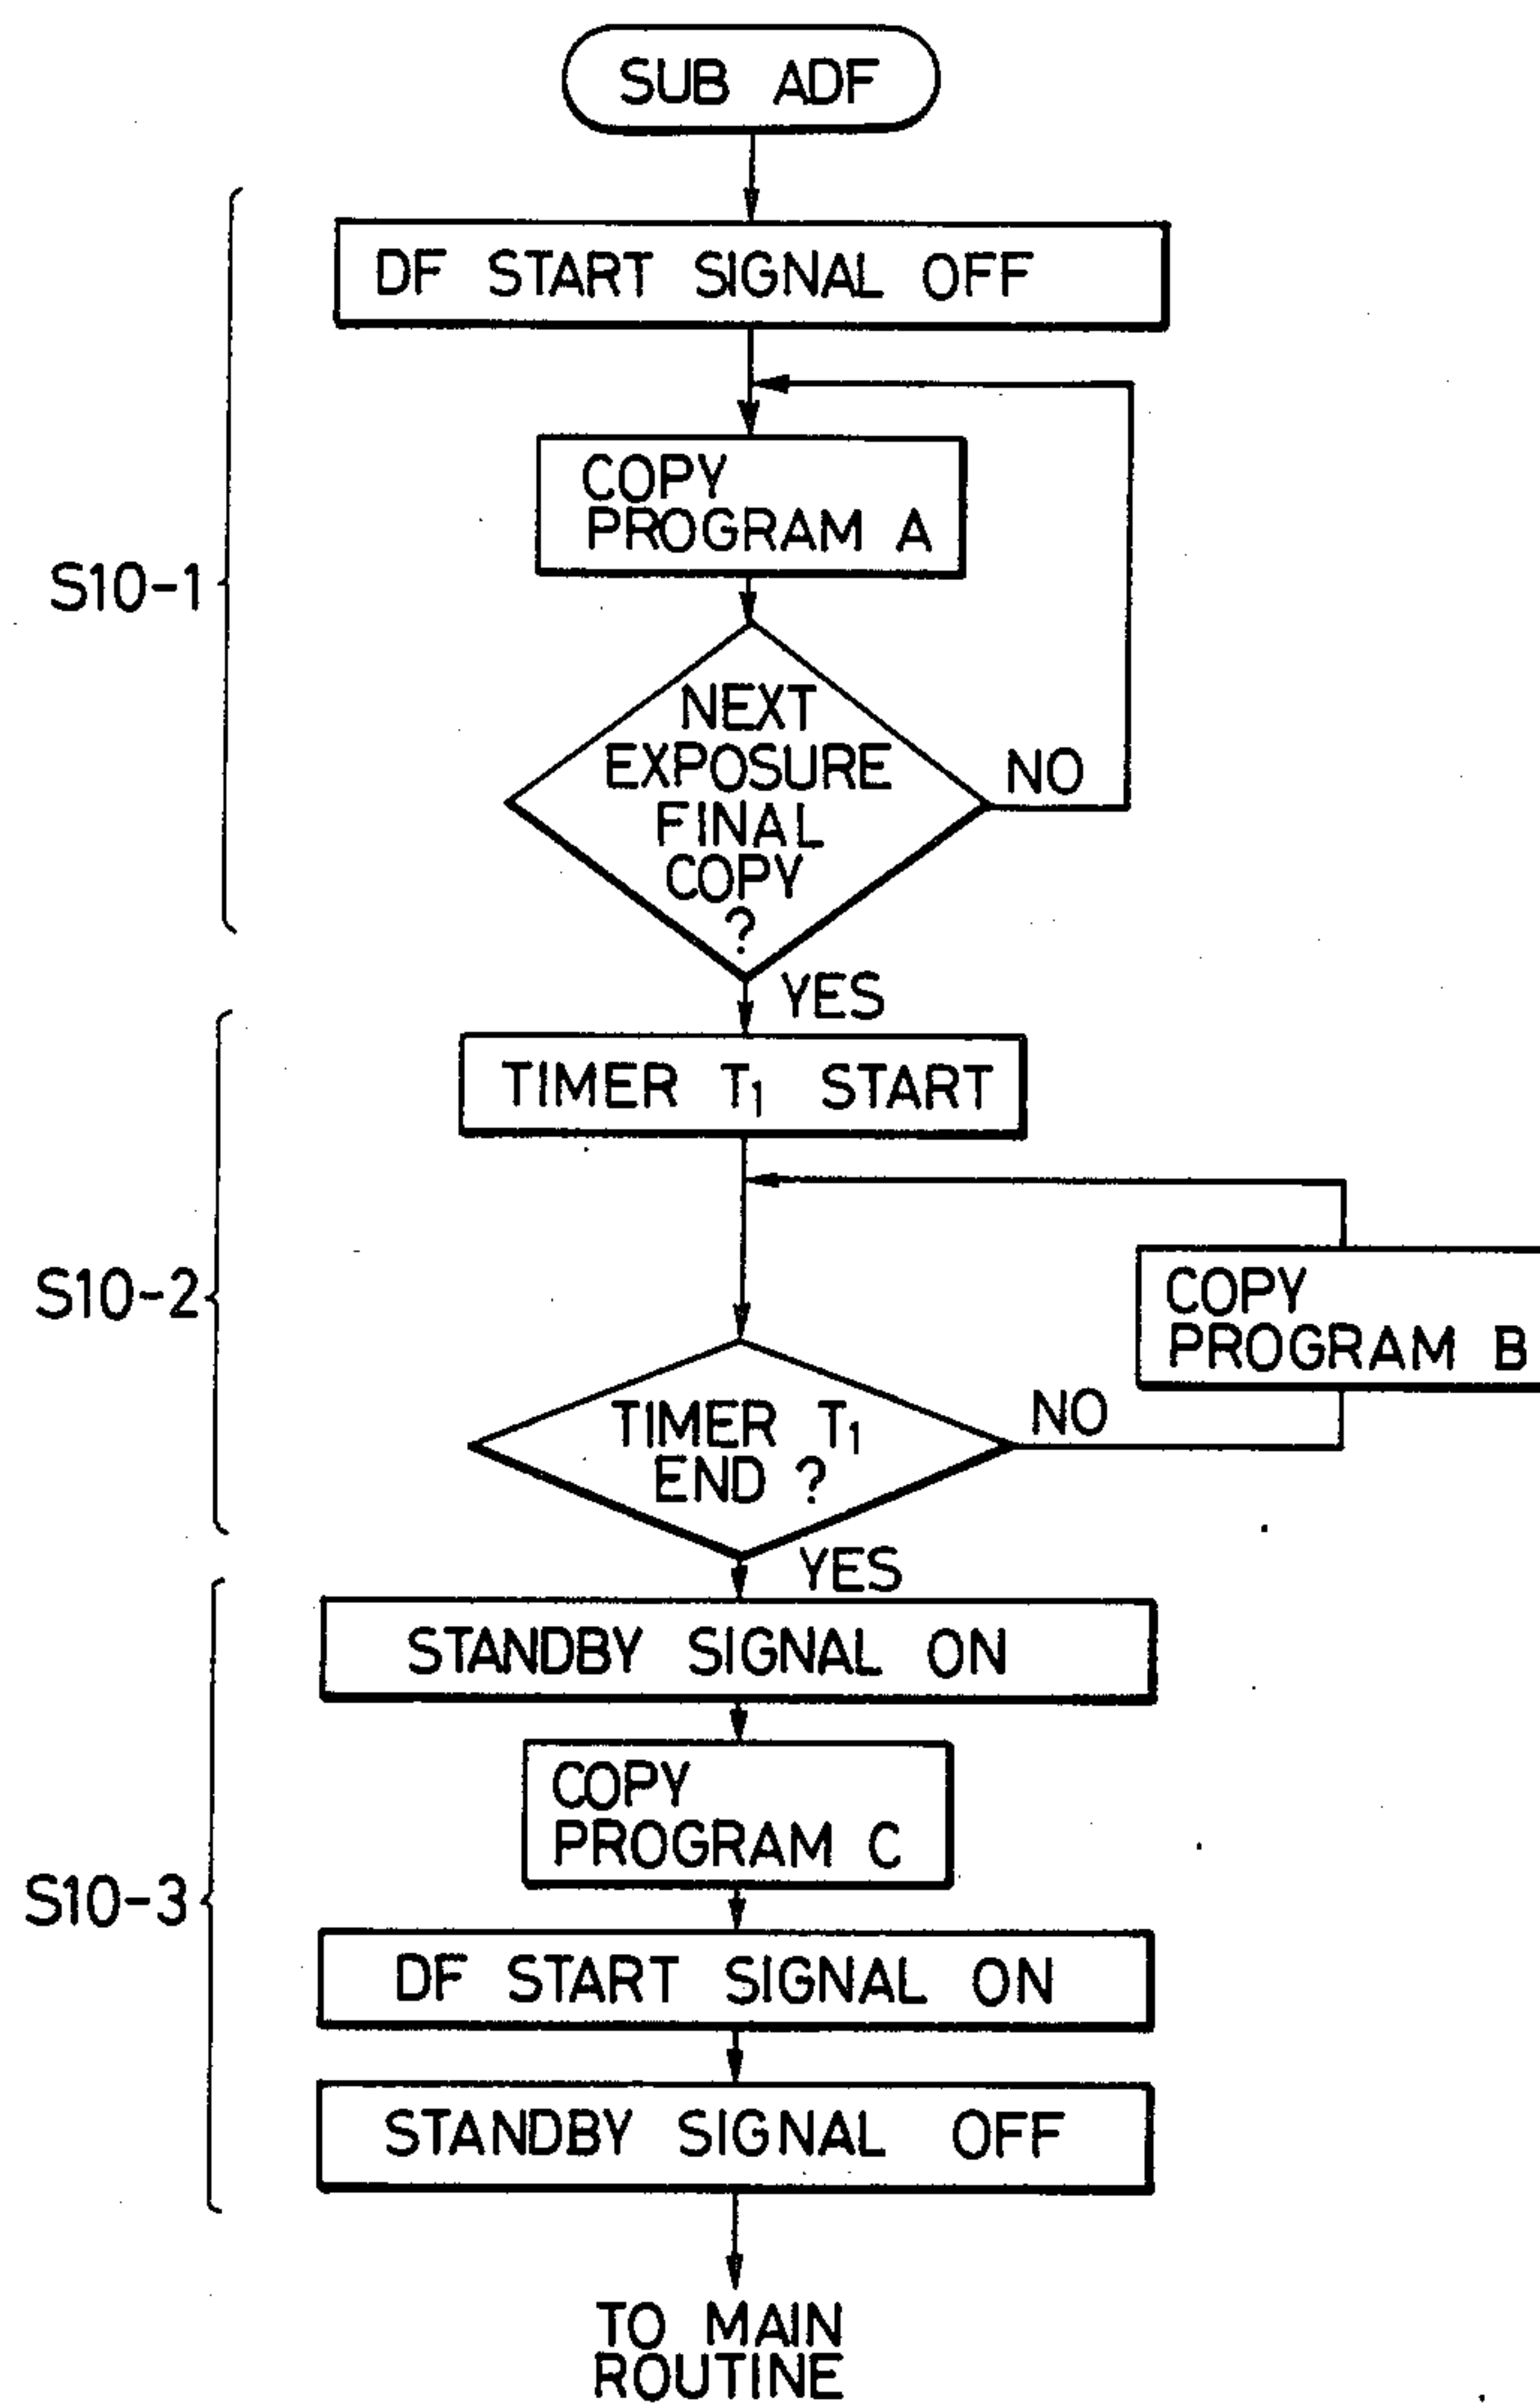 SUB ADF
DF START SIGNAL OFF
COPY
PROGRAM A
S10-1
NEXT
EXPOSURE
FINAL
COPY
?
NO
YES
TIMER T₁ START
S10-2
COPY
PROGRAM B
TIMER T₁
END ?
NO
YES
STANDBY SIGNAL ON
COPY
PROGRAM C
S10-3
DF START SIGNAL ON
STANDBY SIGNAL OFF
TO MAIN
ROUTINE